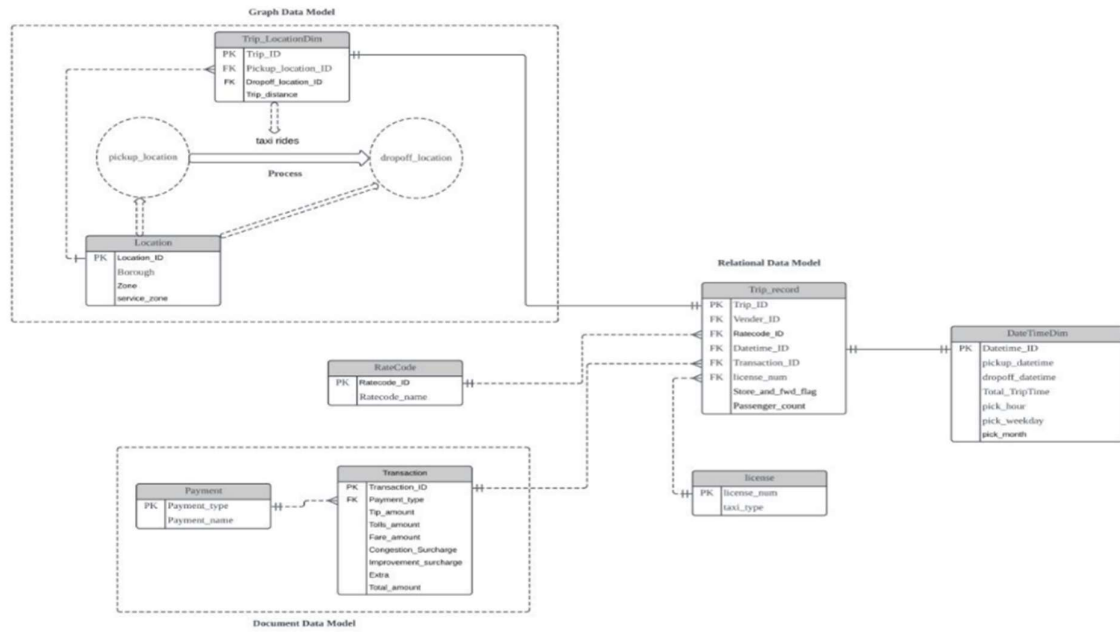 Graph Data Model
Trip_LocationDim
PK Trip_ID
FK Pickup_location_ID
FK Dropoff_location_ID
Trip_distance
taxi rides
pickup_location
dropoff_location
Process
Location
PK Location_ID
Borough
Zone
service_zone
Relational Data Model
Trip_record
PK Trip_ID
FK Vender_ID
FK Ratecode_ID
FK Datetime_ID
FK Transaction_ID
FK license_num
Store_and_fwd_flag
Passenger_count
DateTimeDim
PK Datetime_ID
pickup_datetime
dropoff_datetime
Total_TripTime
pick_hour
pick_weekday
pick_month
RateCode
PK Ratecode_ID
Ratecode_name
license
PK license_num
taxi_type
Payment
PK Payment_type
Payment_name
Transaction
PK Transaction_ID
FK Payment_type
Tip_amount
Tolls_amount
Fare_amount
Congestion_Surcharge
Improvement_surcharge
Extra
Total_amount
Document Data Model